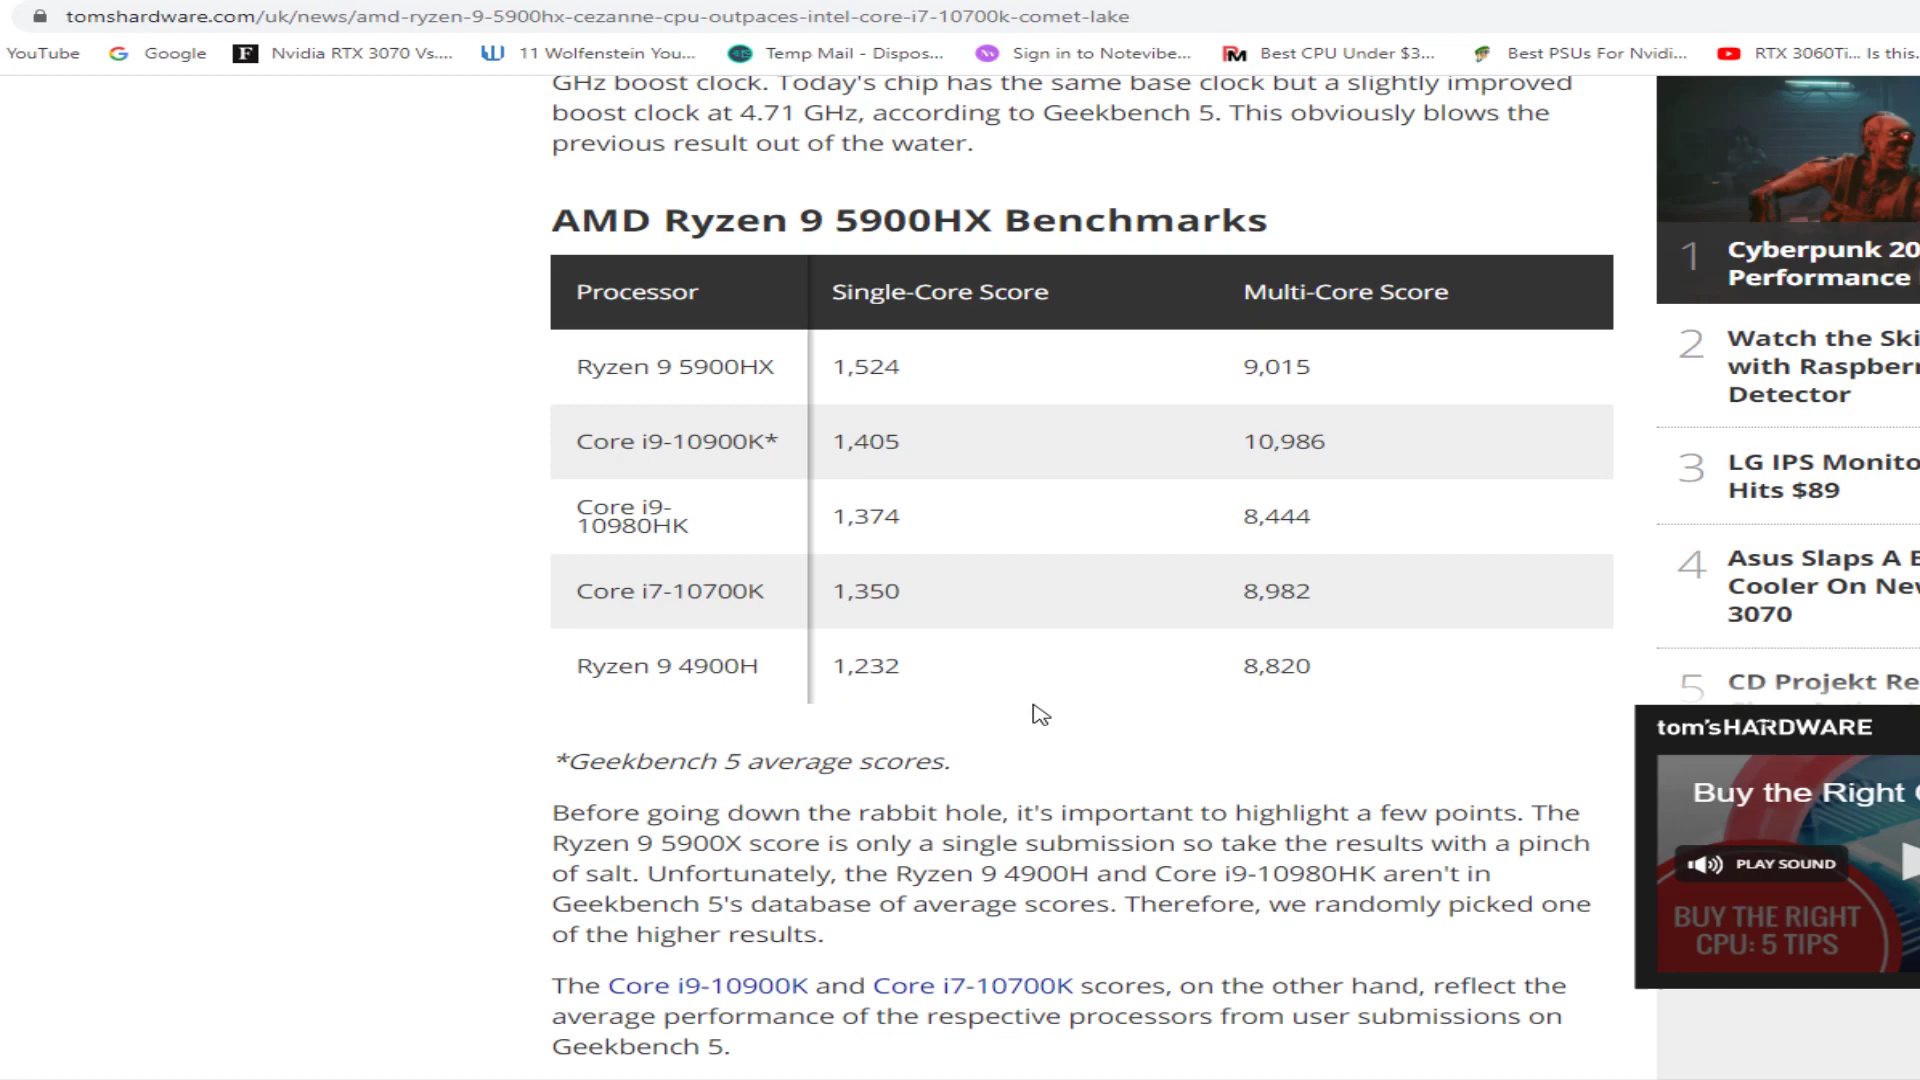 tomshardware.com/uk/news/amd-ryzen-9-5900hx-cezanne-cpu-outpaces-intel-core-i7-10700k-comet-lake
YouTube Google Nvidia RTX 3070 Vs.... 11 Wolfenstein You... Temp Mail - Dispos... Sign in to Notevibe... Best CPU Under $3... Best PSUs For Nvidi... RTX 3060Ti... Is this.
GHz boost clock. Today's chip has the same base clock but a slightly improved
boost clock at 4.71 GHz, according to Geekbench 5. This obviously blows the
previous result out of the water.
AMD Ryzen 9 5900HX Benchmarks
Processor Single-Core Score Multi-Core Score
Ryzen 9 5900HX 1,524 9,015
Core i9-10900K* 1,405 10,986
Core i9-
10980HK 1,374 8,444
Core i7-10700K 1,350 8,982
Ryzen 9 4900H 1,232 8,820
*Geekbench 5 average scores.
Before going down the rabbit hole, it's important to highlight a few points. The
Ryzen 9 5900X score is only a single submission so take the results with a pinch
of salt. Unfortunately, the Ryzen 9 4900H and Core i9-10980HK aren't in
Geekbench 5's database of average scores. Therefore, we randomly picked one
of the higher results.
The Core i9-10900K and Core i7-10700K scores, on the other hand, reflect the
average performance of the respective processors from user submissions on
Geekbench 5.
1 Cyberpunk 20
Performance
2 Watch the Ski
with Raspberr
Detector
3 LG IPS Monito
Hits $89
4 Asus Slaps A
Cooler On Nev
3070
5 CD Projekt Re
tom'sHARDWARE
Buy the Right
PLAY SOUND
BUY THE RIGHT
CPU: 5 TIPS